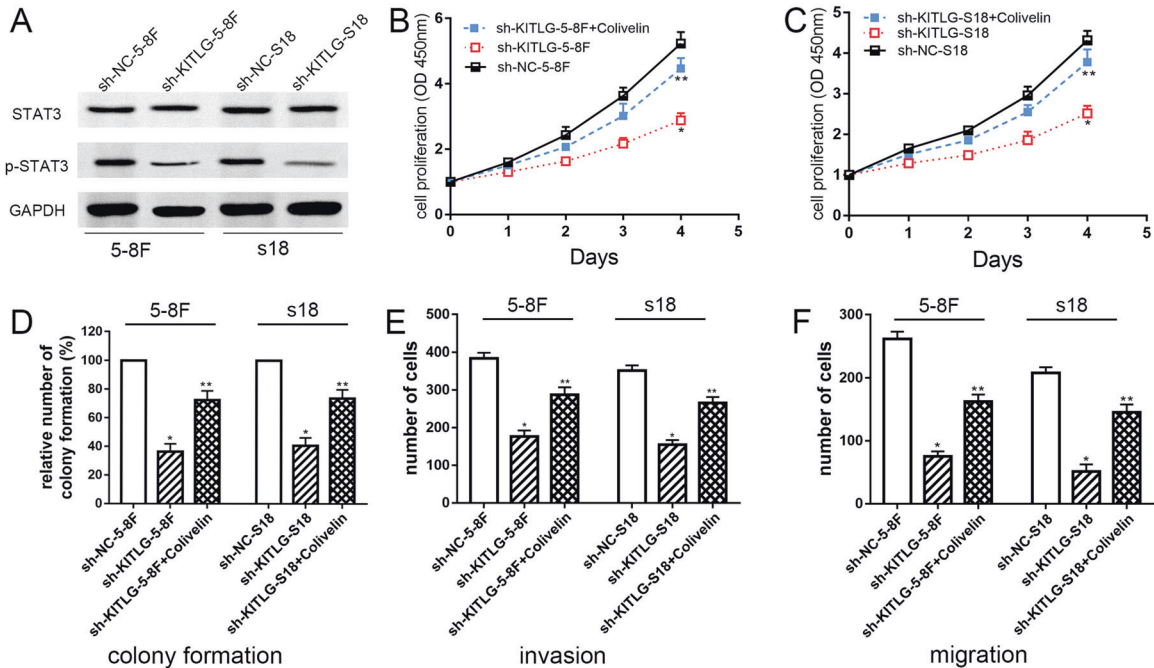 A
sh-NC-5-8F
sh-KITLG-5-8F
sh-NC-S18
sh-KITLG-S18
STAT3
p-STAT3
GAPDH
5-8F
s18
B
sh-KITLG-5-8F+Colivelin
sh-KITLG-5-8F
sh-NC-5-8F
cell proliferation (OD 450nm)
6
4
2
0
**
*
0 1 2 3 4 5
Days
C
sh-KITLG-S18+Colivelin
sh-KITLG-S18
sh-NC-S18
cell proliferation (OD 450nm)
5
4
3
2
1
0
**
*
0 1 2 3 4 5
Days
D
5-8F
s18
relative number of
colony formation (%)
120
100
80
60
40
20
0
*
**
*
**
sh-NC-5-8F
sh-KITLG-5-8F
sh-KITLG-5-8F+Colivelin
sh-NC-S18
sh-KITLG-S18
sh-KITLG-S18+Colivelin
colony formation
E
5-8F
s18
number of cells
500
400
300
200
100
0
*
**
*
**
sh-NC-5-8F
sh-KITLG-5-8F
sh-KITLG-5-8F+Colivelin
sh-NC-S18
sh-KITLG-S18
sh-KITLG-S18+Colivelin
invasion
F
5-8F
s18
number of cells
300
200
100
0
*
**
*
**
sh-NC-5-8F
sh-KITLG-5-8F
sh-KITLG-5-8F+Colivelin
sh-NC-S18
sh-KITLG-S18
sh-KITLG-S18+Colivelin
migration